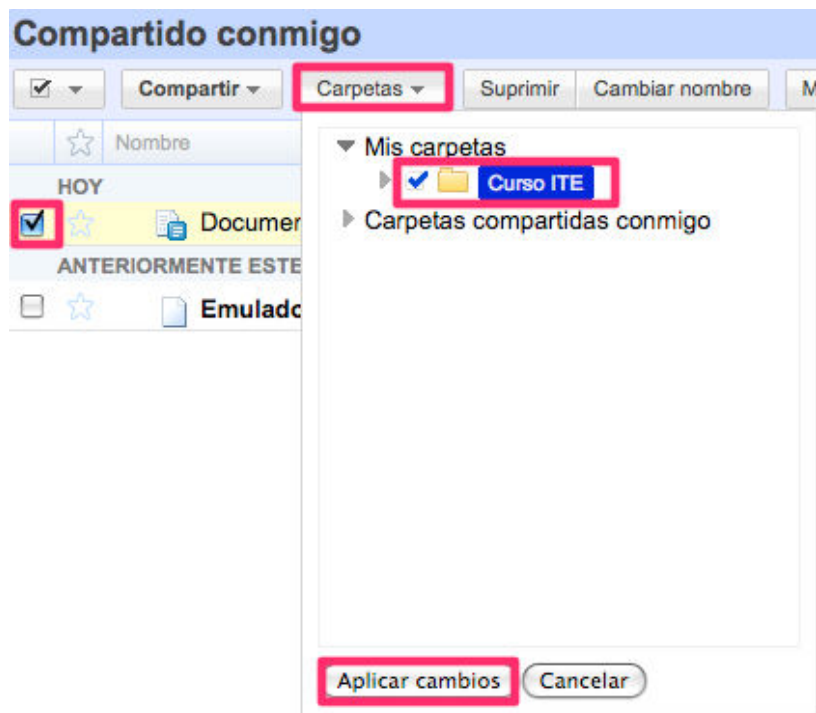 Compartido conmigo
Compartir Carpetas Suprimir Cambiar nombre M
Nombre
Mis carpetas
HOY
Curso ITE
Documen
Carpetas compartidas conmigo
ANTERIORMENTE ESTE
Emulado
Aplicar cambios Cancelar